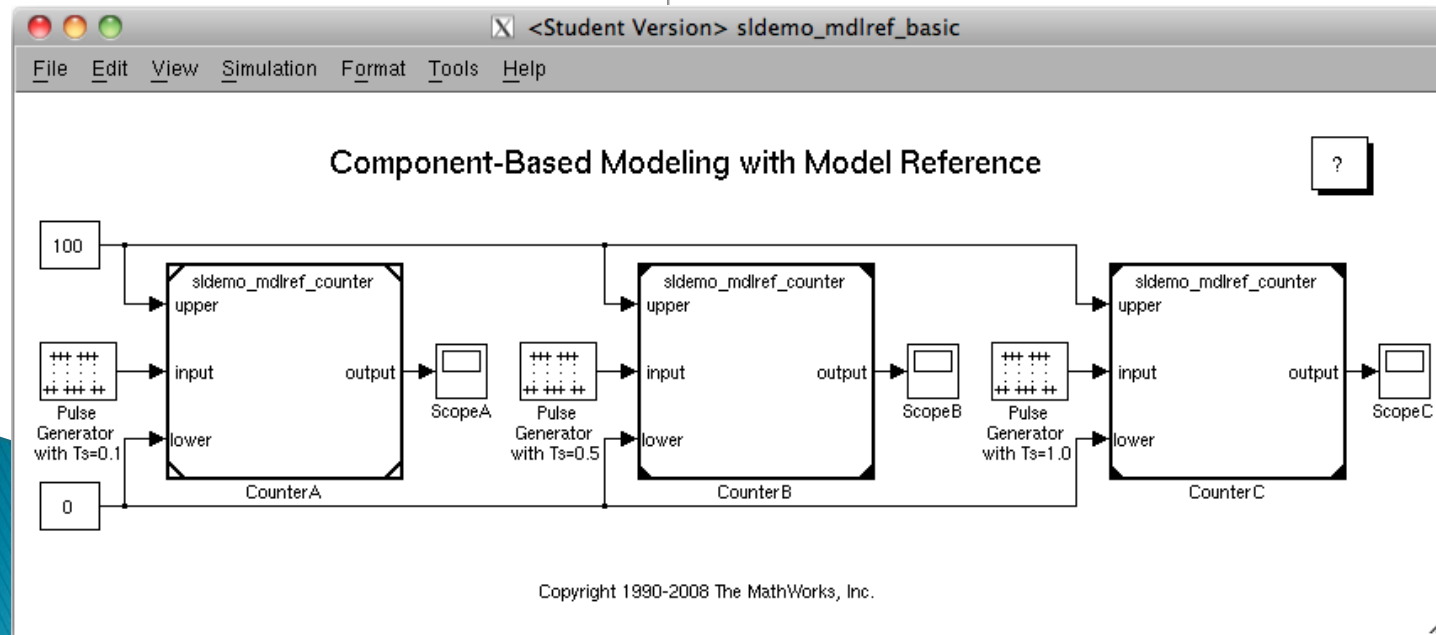 X <Student Version> sldemo_mdlref_basic
File Edit View Simulation Format Tools Help
Component-Based Modeling with Model Reference
?
100
sldemo_mdlref_counter
upper
input
output
lower
CounterA
Pulse
Generator
with Ts=0.1
ScopeA
0
sldemo_mdlref_counter
upper
input
output
lower
CounterB
Pulse
Generator
with Ts=0.5
ScopeB
sldemo_mdlref_counter
upper
input
output
lower
CounterC
Pulse
Generator
with Ts=1.0
ScopeC
Copyright 1990-2008 The MathWorks, Inc.